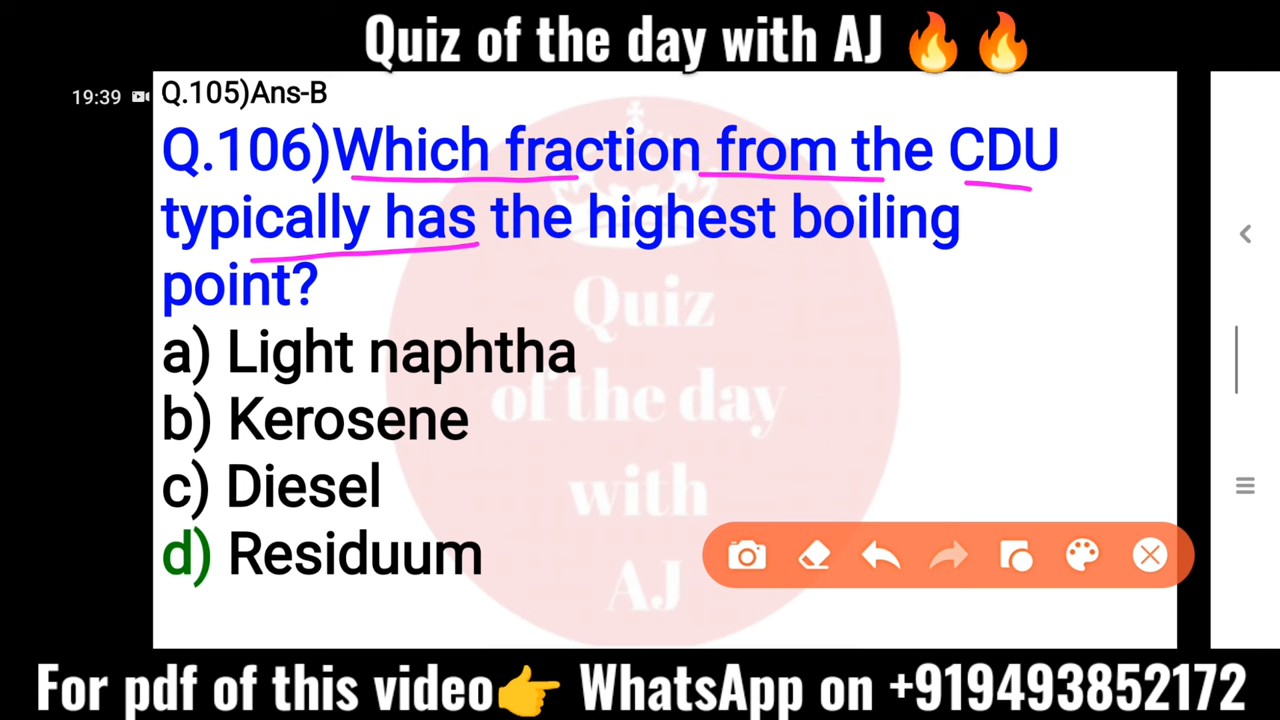 Quiz of the day with AJ 🔥🔥
19:39
Q.105)Ans-B
Q.106)Which fraction from the CDU
typically has the highest boiling
point?
a) Light naphtha
b) Kerosene
c) Diesel
d) Residuum
Quiz
of the day
with
AJ
For pdf of this video👉 WhatsApp on +919493852172